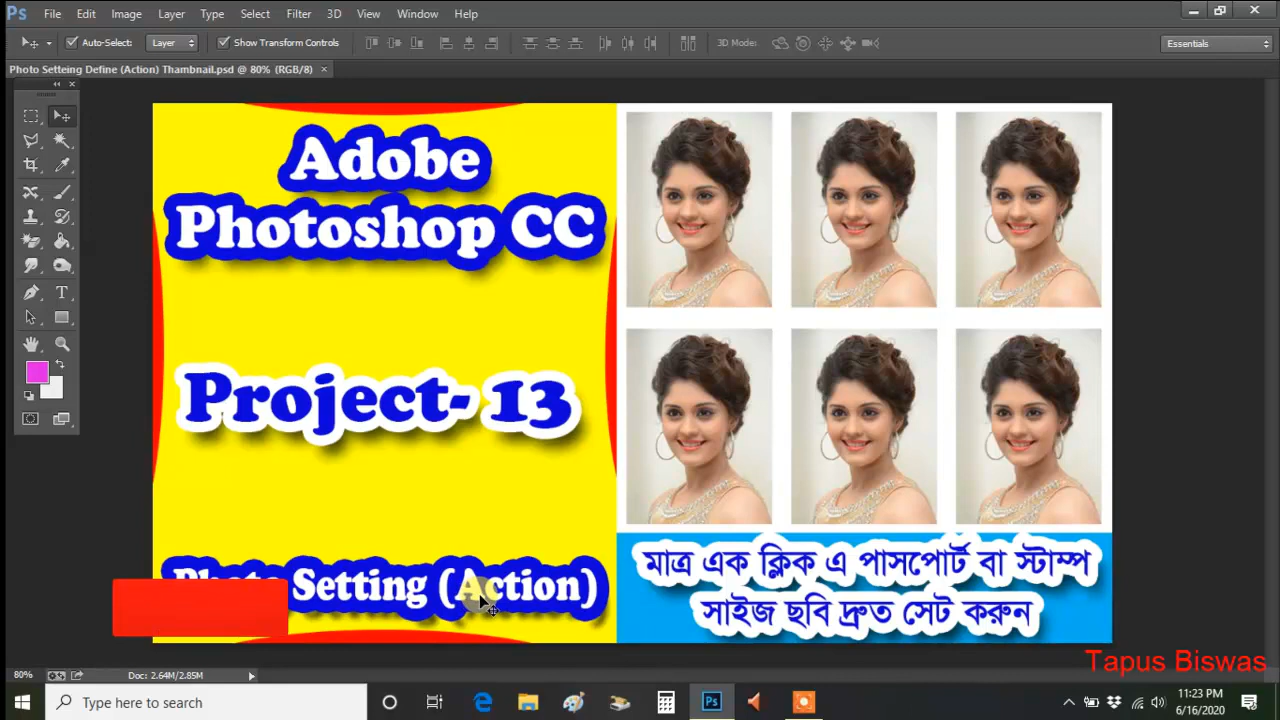 Ps File Edit Image Layer Type Select Filter 3D View Window Help
Auto-Select: Layer Show Transform Controls 3D Mode: Essentials
Photo Setteing Define (Action) Thambnail.psd @ 80% (RGB/8) ×
Adobe
Photoshop CC
Project- 13
Photo Setting (Action)
মাত্র এক ক্লিক এ পাসপোর্ট বা স্টাম্প
সাইজ ছবি দ্রুত সেট করুন
Tapus Biswas
80% Doc: 2.64M/2.85M
Type here to search
Ps
11:23 PM
6/16/2020